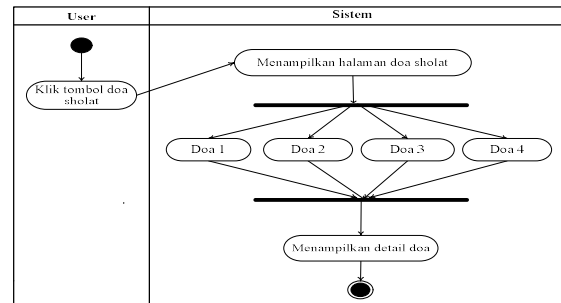 User
Sistem
Menampilkan halaman doa sholat
Klik tombol doa
sholat
Doa 1
Doa 2
Doa 3
Doa 4
Menampilkan detail doa